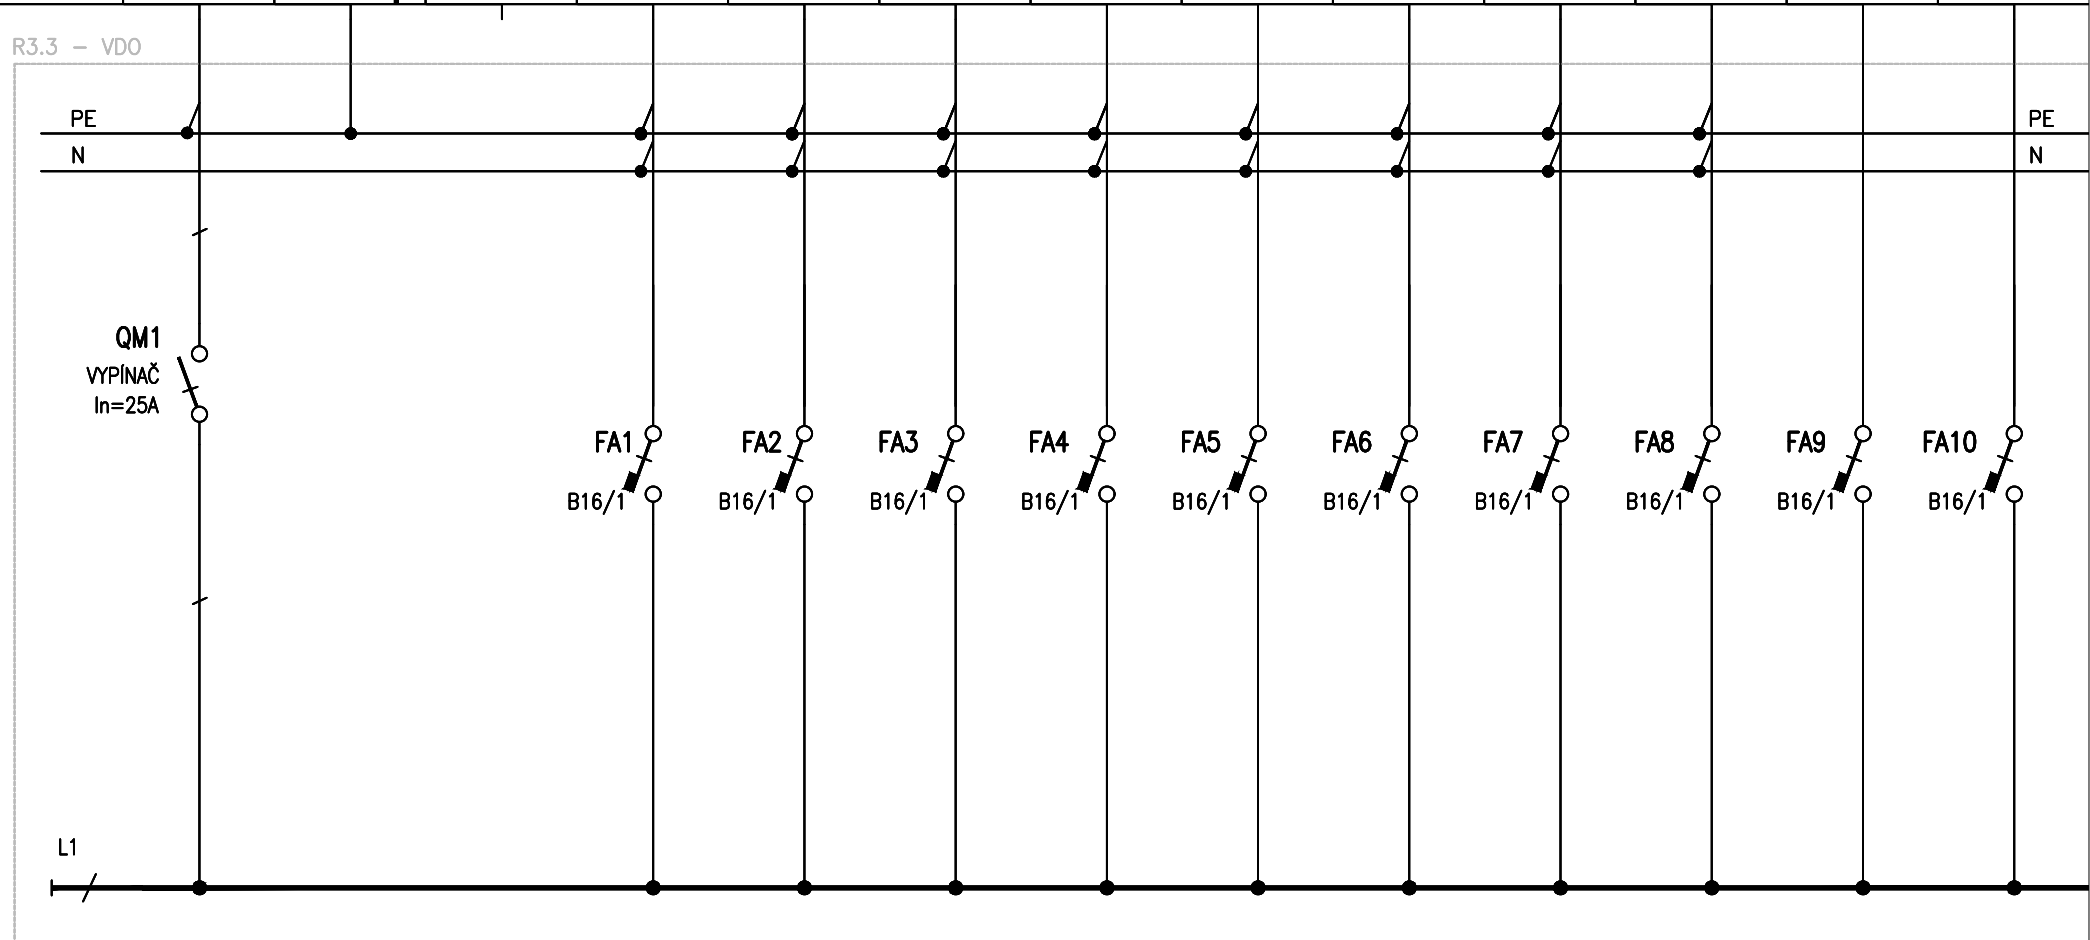 R3.3 - VDO
PE
PE
N
N
QM1
VYPÍNAČ
In=25A
FA1
FA2
FA3
FA4
FA5
FA6
FA7
FA8
FA9
FA10
B16/1
B16/1
B16/1
B16/1
B16/1
B16/1
B16/1
B16/1
B16/1
B16/1
L1